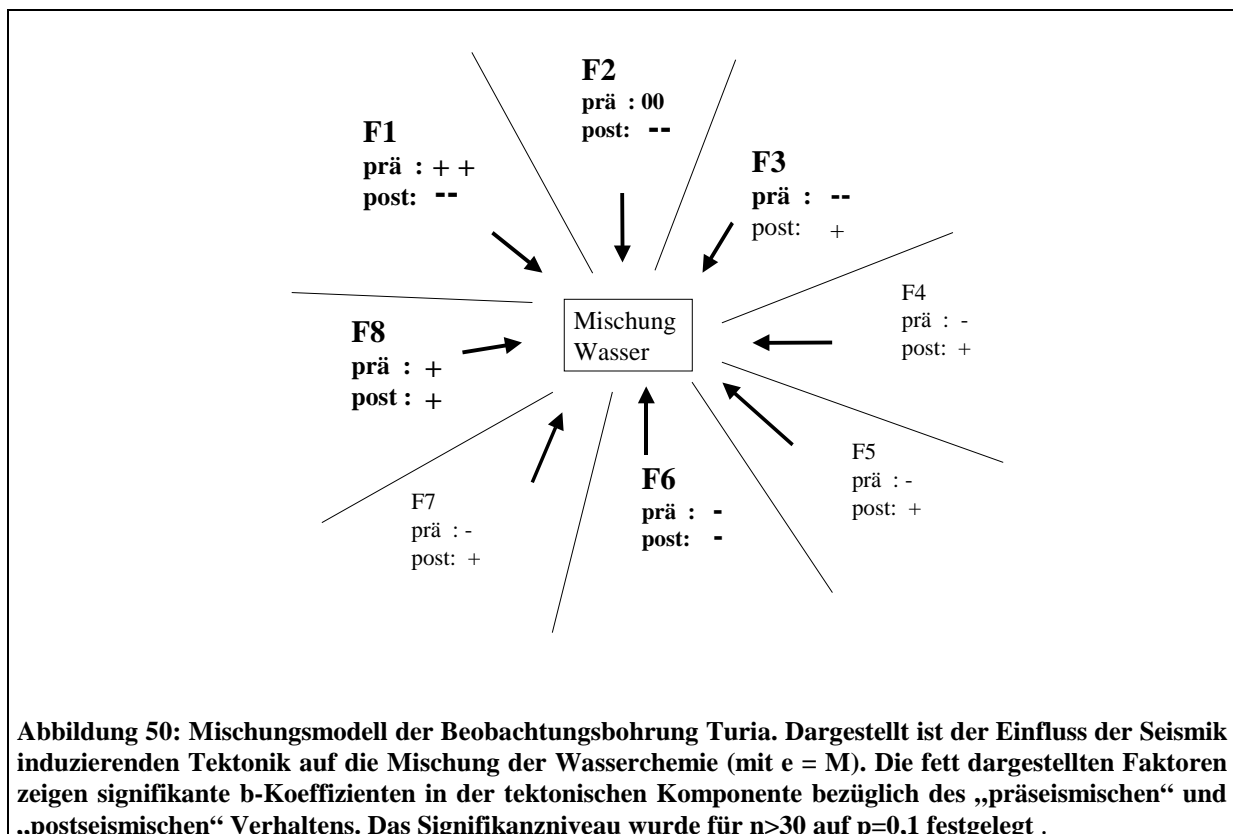 F2
prä : 00
post: --
F1
prä : + +
post: --
F3
prä : --
post: +
F4
prä : -
post: +
Mischung
Wasser
F8
prä : +
post : +
F5
prä : -
post: +
F6
prä : -
post: -
F7
prä : -
post: +
Abbildung 50: Mischungsmodell der Beobachtungsbohrung Turia. Dargestellt ist der Einfluss der Seismik
induzierenden Tektonik auf die Mischung der Wasserchemie (mit e = M). Die fett dargestellten Faktoren
zeigen signifikante b-Koeffizienten in der tektonischen Komponente bezüglich des „präseismischen“ und
„postseismischen“ Verhaltens. Das Signifikanzniveau wurde für n>30 auf p=0,1 festgelegt .